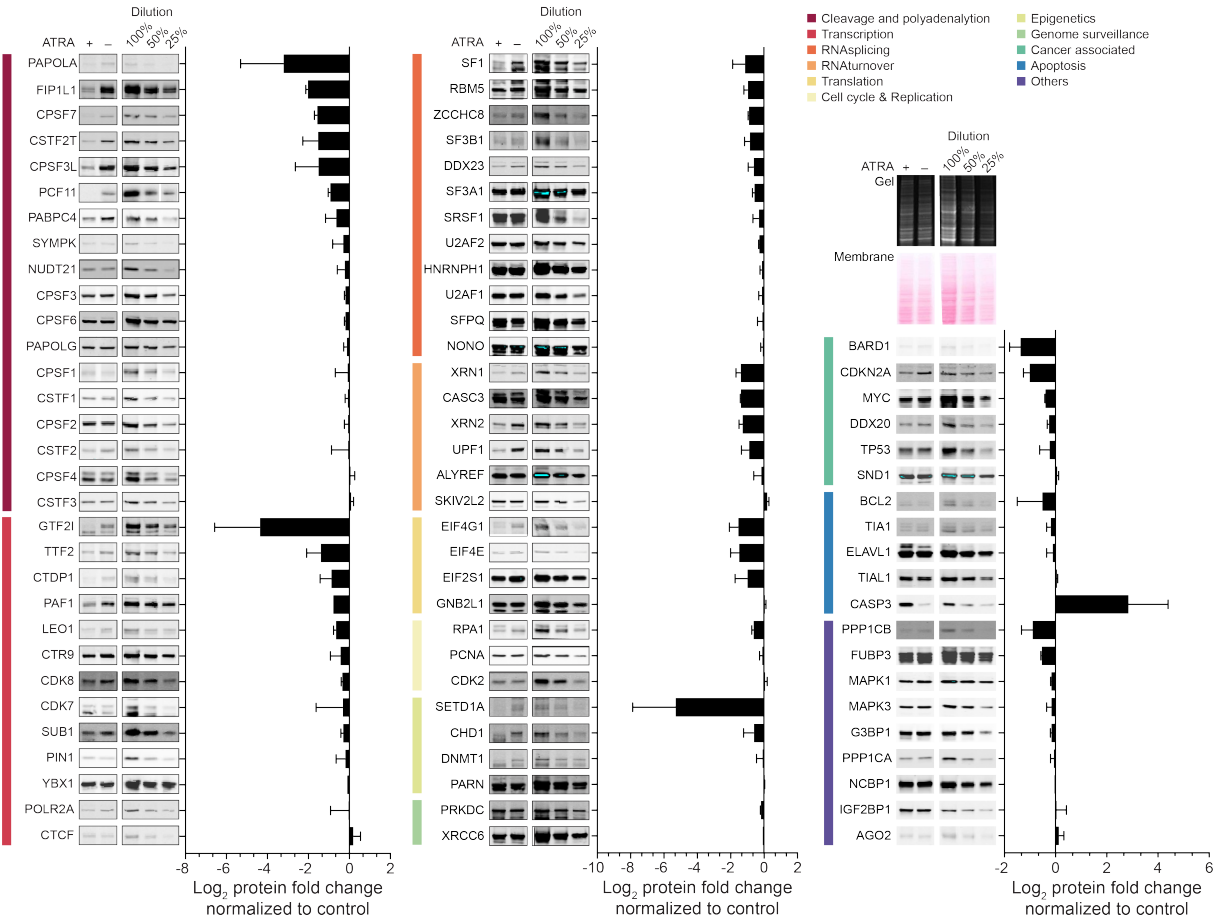 Dilution
ATRA + – 100% 50% 25%
PAPOLA
FIP1L1
CPSF7
CSTF2T
CPSF3L
PCF11
PABPC4
SYMPK
NUDT21
CPSF3
CPSF6
PAPOLG
CPSF1
CSTF1
CPSF2
CSTF2
CPSF4
CSTF3
GTF2I
TTF2
CTDP1
PAF1
LEO1
CTR9
CDK8
CDK7
SUB1
PIN1
YBX1
POLR2A
CTCF
-8 -6 -4 -2 0 2
Log2 protein fold change
normalized to control
Dilution
ATRA + – 100% 50% 25%
SF1
RBM5
ZCCHC8
SF3B1
DDX23
SF3A1
SRSF1
U2AF2
HNRNPH1
U2AF1
SFPQ
NONO
XRN1
CASC3
XRN2
UPF1
ALYREF
SKIV2L2
EIF4G1
EIF4E
EIF2S1
GNB2L1
RPA1
PCNA
CDK2
SETD1A
CHD1
DNMT1
PARN
PRKDC
XRCC6
-10 -8 -6 -4 -2 0 2
Log2 protein fold change
normalized to control
Cleavage and polyadenalytion
Transcription
RNAsplicing
RNAturnover
Translation
Cell cycle & Replication
Epigenetics
Genome surveillance
Cancer associated
Apoptosis
Others
Dilution
ATRA + – 100% 50% 25%
Gel
Membrane
BARD1
CDKN2A
MYC
DDX20
TP53
SND1
BCL2
TIA1
ELAVL1
TIAL1
CASP3
PPP1CB
FUBP3
MAPK1
MAPK3
G3BP1
PPP1CA
NCBP1
IGF2BP1
AGO2
-2 0 2 4 6
Log2 protein fold change
normalized to control